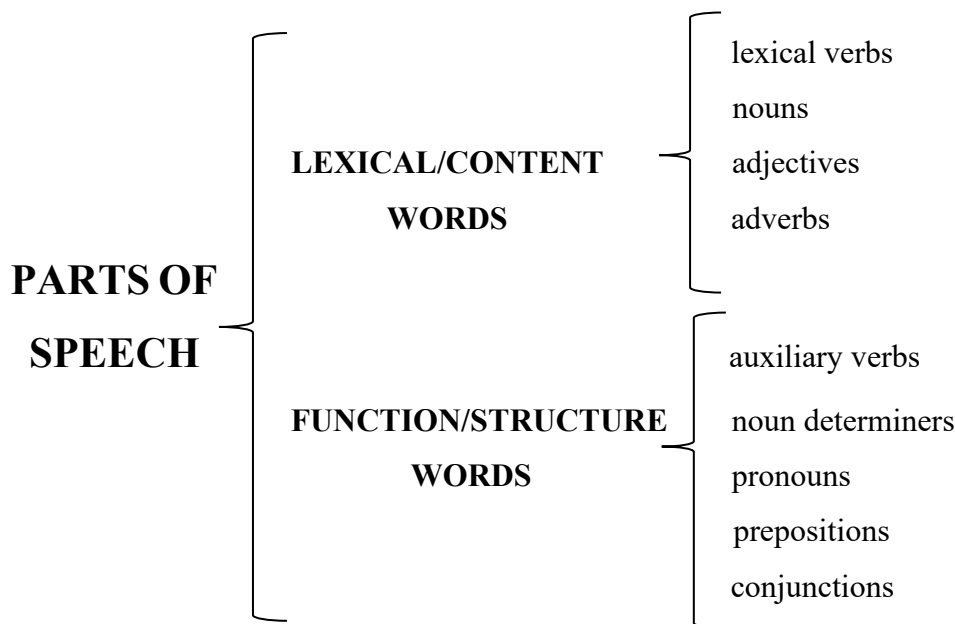 PARTS OF
SPEECH
LEXICAL/CONTENT
WORDS
lexical verbs
nouns
adjectives
adverbs
FUNCTION/STRUCTURE
WORDS
auxiliary verbs
noun determiners
pronouns
prepositions
conjunctions